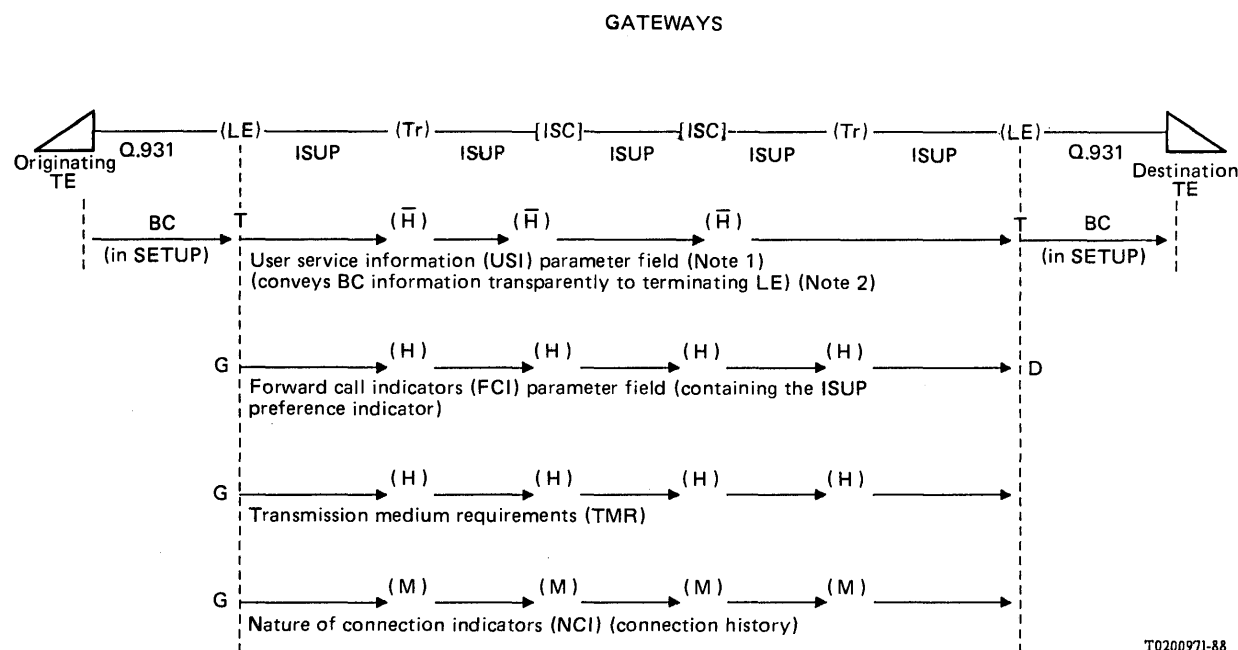 GATEWAYS
(LE) (Tr) [ISC] [ISC] (Tr) (LE)
Q.931 ISUP ISUP ISUP ISUP ISUP Q.931
Originating TE
Destination TE
BC T (H̅) (H̅) (H̅) T BC
(in SETUP) (in SETUP)
User service information (USI) parameter field (Note 1)
(conveys BC information transparently to terminating LE) (Note 2)
G (H) (H) (H) (H) D
Forward call indicators (FCI) parameter field (containing the ISUP
preference indicator)
G (H) (H) (H) (H)
Transmission medium requirements (TMR)
G (M) (M) (M) (M)
Nature of connection indicators (NCI) (connection history)
T0200971-88